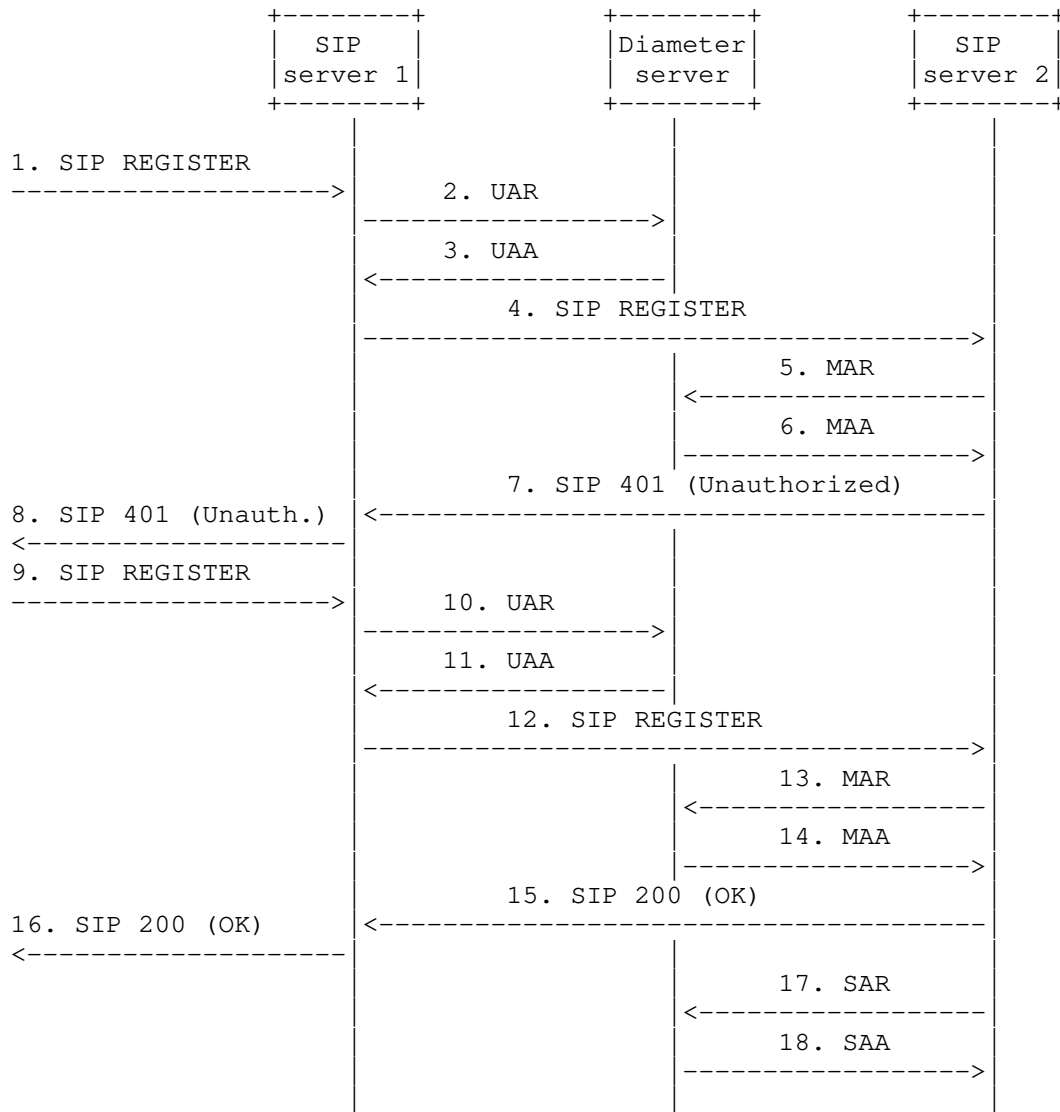 SIP Diameter SIP
server 1 server server 2
1. SIP REGISTER
2. UAR
3. UAA
4. SIP REGISTER
5. MAR
6. MAA
7. SIP 401 (Unauthorized)
8. SIP 401 (Unauth.)
9. SIP REGISTER
10. UAR
11. UAA
12. SIP REGISTER
13. MAR
14. MAA
15. SIP 200 (OK)
16. SIP 200 (OK)
17. SAR
18. SAA